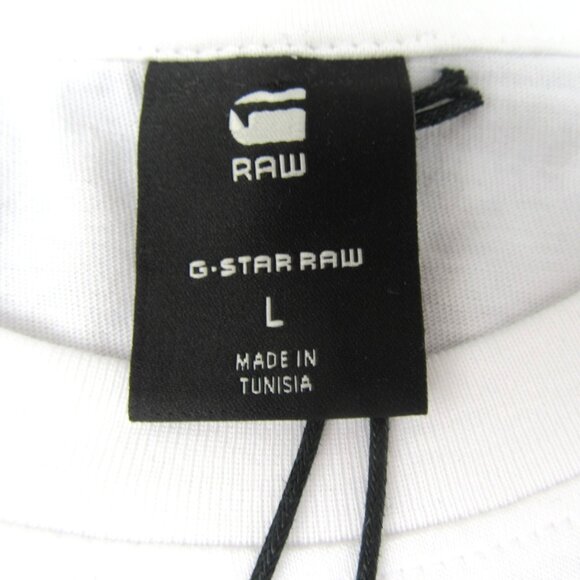 RAW
G-STAR RAW
L
MADE IN
TUNISIA